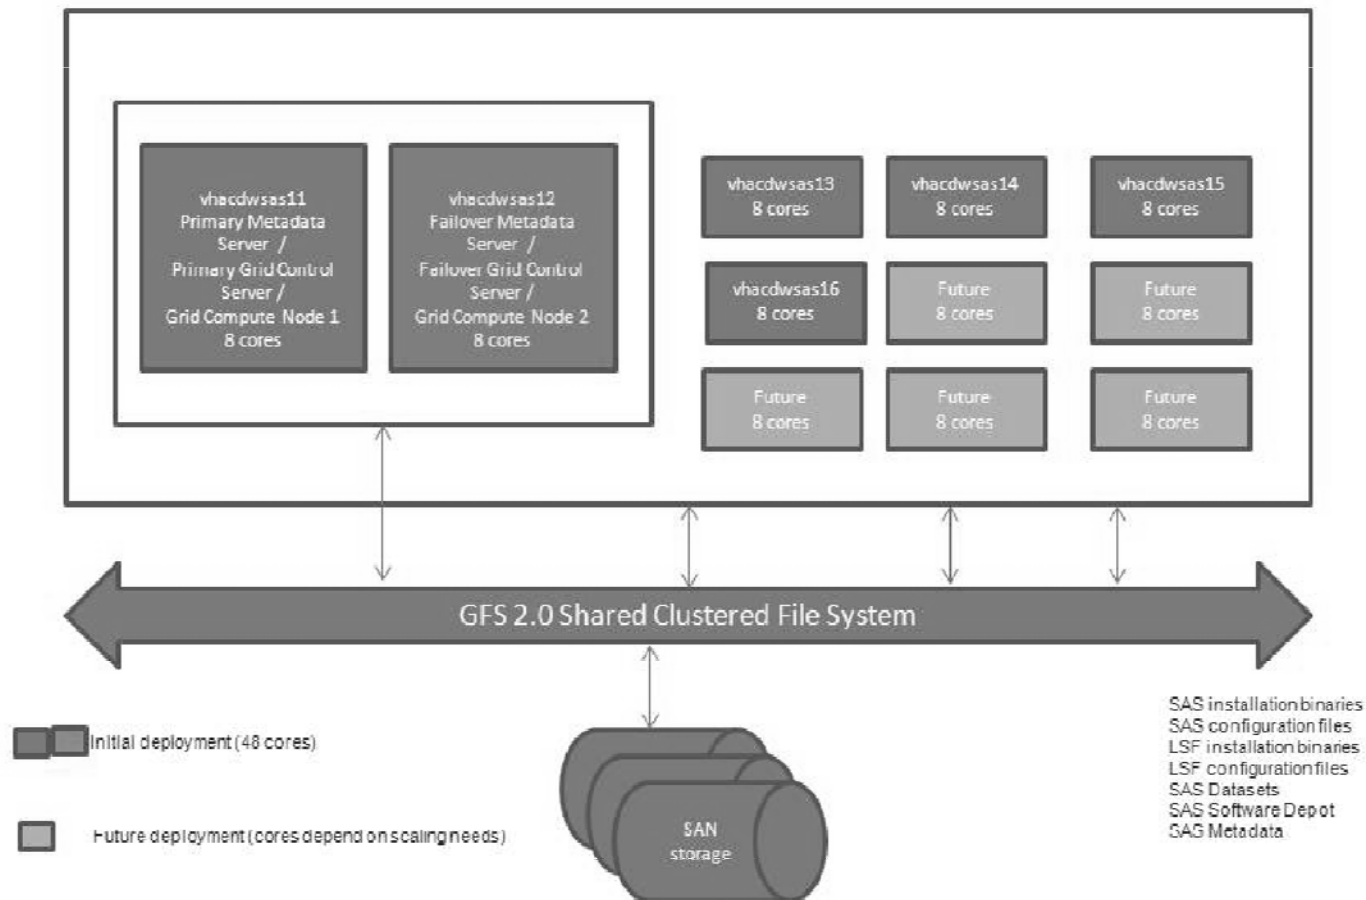 vhacdwsas11
Primary Metadata
Server /
Primary Grid Control
Server /
Grid Compute Node 1
8 cores
vhacdwsas12
Failover Metadata
Server /
Failover Grid Control
Server /
Grid Compute Node 2
8 cores
vhacdwsas13
8 cores
vhacdwsas14
8 cores
vhacdwsas15
8 cores
vhacdwsas16
8 cores
Future
8 cores
Future
8 cores
Future
8 cores
Future
8 cores
Future
8 cores
GFS 2.0 Shared Clustered File System
Initial deployment (48 cores)
Future deployment (cores depend on scaling needs)
SAN
storage
SAS installation binaries
SAS configuration files
LSF installation binaries
LSF configuration files
SAS Datasets
SAS Software Depot
SAS Metadata